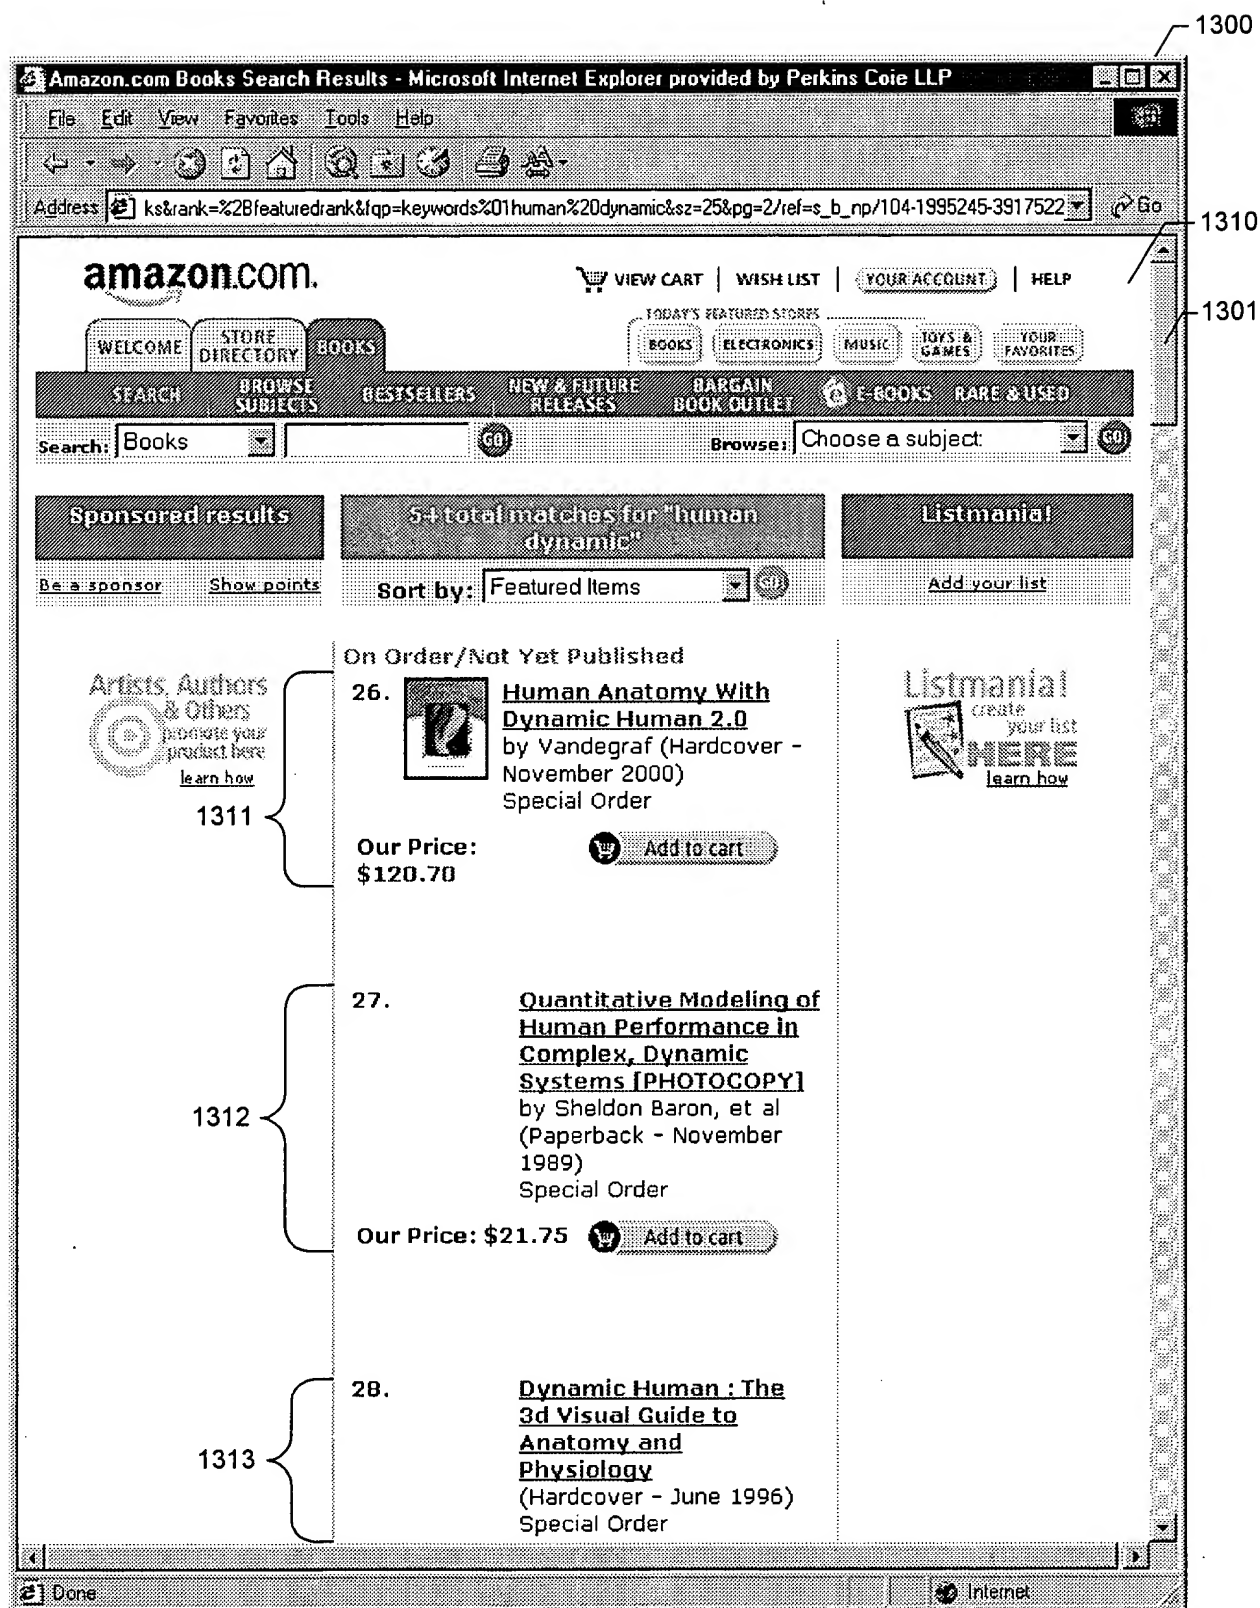 1300
Amazon.com Books Search Results - Microsoft Internet Explorer provided by Perkins Coie LLP
File Edit View Favorites Tools Help
Address ks&rank=%2Bfeaturedrank&fqp=keywords%01human%20dynamic&sz=25&pg=2/ref=s_b_np/104-1995245-3917522 Go
1310
amazon.com.
VIEW CART | WISH LIST | YOUR ACCOUNT | HELP
1301
TODAY'S FEATURED STORES
WELCOME STORE DIRECTORY BOOKS
BOOKS ELECTRONICS MUSIC TOYS & GAMES YOUR FAVORITES
SEARCH BROWSE SUBJECTS BESTSELLERS NEW & FUTURE RELEASES BARGAIN BOOK OUTLET E-BOOKS RARE & USED
Search: Books GO! Browse: Choose a subject: GO!
Sponsored results
54 total matches for "human
dynamic"
Listmania!
Be a sponsor Show points
Sort by: Featured Items GO!
Add your list
On Order/Not Yet Published
Artists, Authors
& Others
promote your
product here
learn how
1311
26. Human Anatomy With
Dynamic Human 2.0
by Vandegraf (Hardcover -
November 2000)
Special Order
Our Price:
$120.70
Add to cart
Listmania!
create
your list
HERE
learn how
1312
27. Quantitative Modeling of
Human Performance in
Complex, Dynamic
Systems [PHOTOCOPY]
by Sheldon Baron, et al
(Paperback - November
1989)
Special Order
Our Price: $21.75 Add to cart
1313
28. Dynamic Human : The
3d Visual Guide to
Anatomy and
Physiology
(Hardcover - June 1996)
Special Order
Done Internet